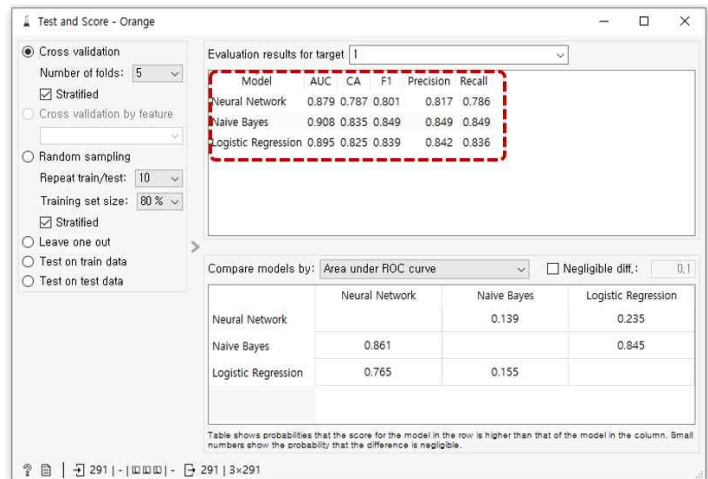 Test and Score - Orange
Cross validation
Number of folds: 5
Stratified
Cross validation by feature
Random sampling
Repeat train/test: 10
Training set size: 80 %
Stratified
Leave one out
Test on train data
Test on test data
Evaluation results for target 1
Model AUC CA F1 Precision Recall
Neural Network 0.879 0.787 0.801 0.817 0.786
Naive Bayes 0.908 0.835 0.849 0.849 0.849
Logistic Regression 0.895 0.825 0.839 0.842 0.836
Compare models by: Area under ROC curve Negligible diff.: 0,1
Neural Network Naive Bayes Logistic Regression
Neural Network 0.139 0.235
Naive Bayes 0.861 0.845
Logistic Regression 0.765 0.155
Table shows probabilities that the score for the model in the row is higher than that of the model in the column. Small
numbers show the probability that the difference is negligible.
? 291 | - | - 291 | 3×291